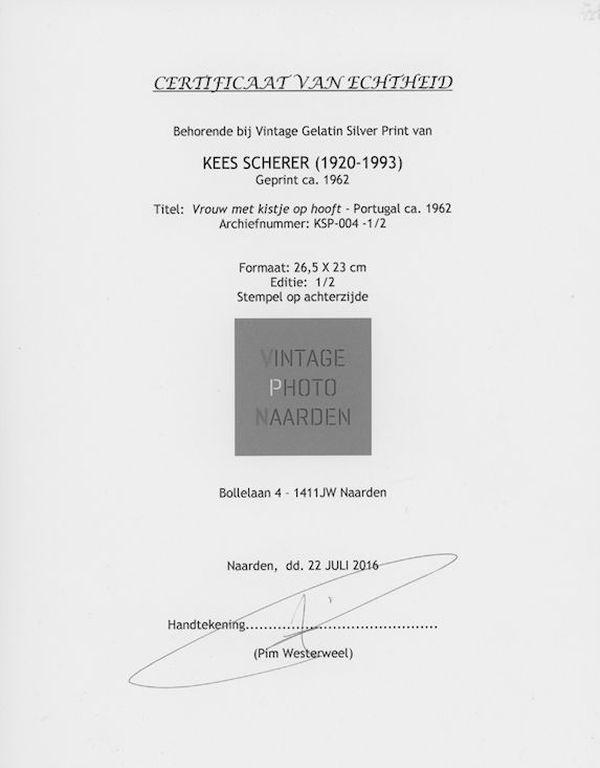 CERTIFICAAT VAN ECHTHEID
Behorende bij Vintage Gelatin Silver Print van
KEES SCHERER (1920-1993)
Geprint ca. 1962
Titel: Vrouw met kistje op hooft - Portugal ca. 1962
Archiefnummer: KSP-004 -1/2
Formaat: 26,5 X 23 cm
Editie: 1/2
Stempel op achterzijde
VINTAGE
PHOTO
NAARDEN
Bollelaan 4 - 1411JW Naarden
Naarden, dd. 22 JULI 2016
Handtekening................................................
(Pim Westerweel)